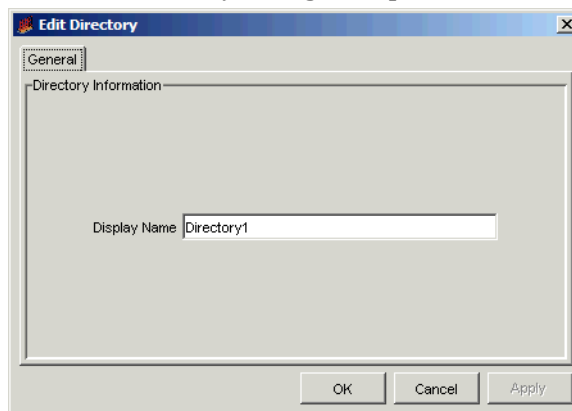 Edit Directory
General
Directory Information
Display Name Directory1
OK Cancel Apply